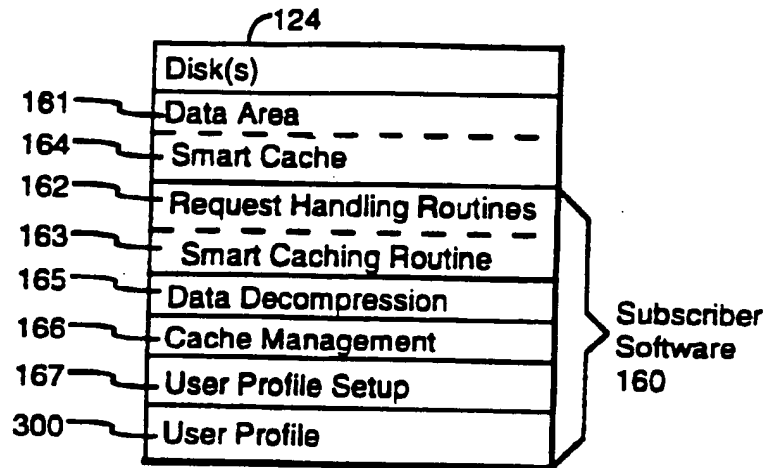 124
Disk(s)
161 Data Area
164 Smart Cache
162 Request Handling Routines
163 Smart Caching Routine
165 Data Decompression
166 Cache Management
167 User Profile Setup
300 User Profile
Subscriber
Software
160